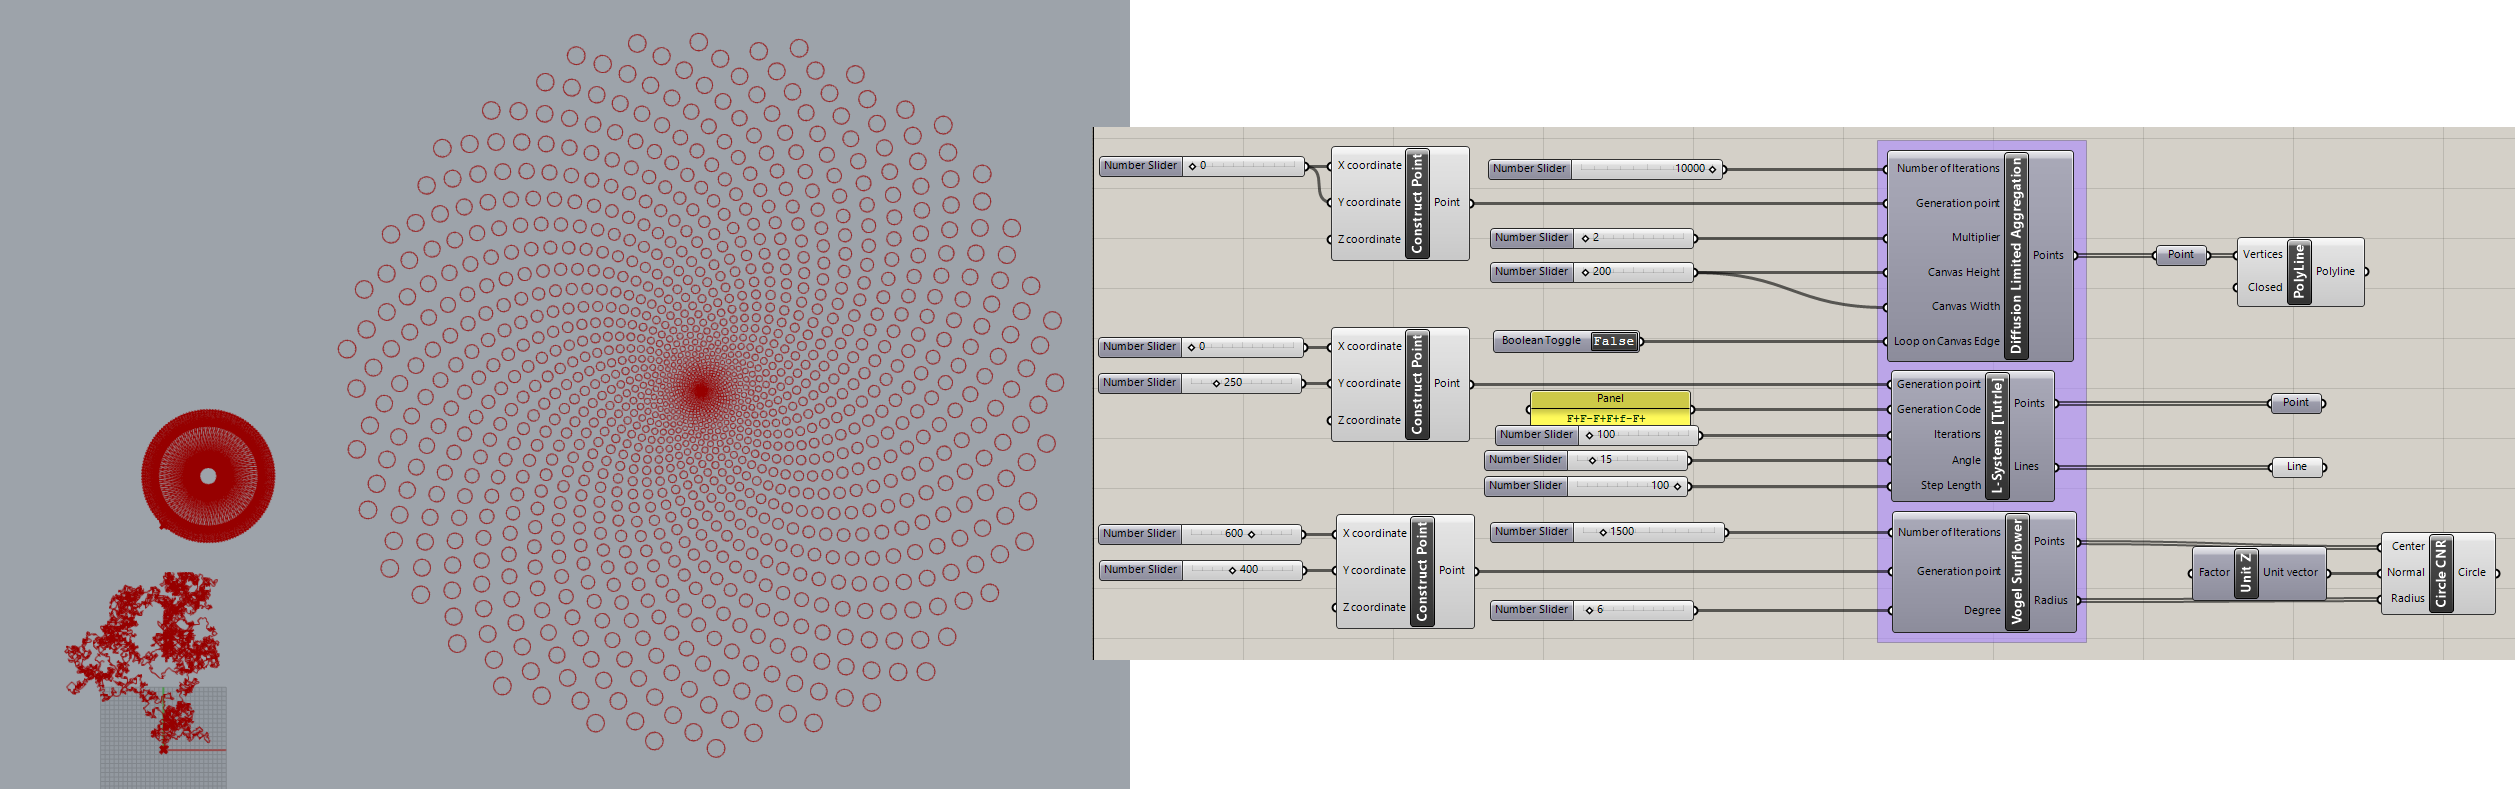 Number Slider 0
X coordinate
Y coordinate
Z coordinate
Construct Point
Point
Number Slider 10000
Number Slider 2
Number Slider 200
Boolean Toggle False
Number of Iterations
Generation point
Multiplier
Canvas Height
Canvas Width
Loop on Canvas Edge
Diffusion Limited Aggregation
Points
Point
Vertices
Closed
PolyLine
Polyline
Number Slider 0
Number Slider 250
X coordinate
Y coordinate
Z coordinate
Construct Point
Point
Panel
F+F-F+F+f-F+
Number Slider 100
Number Slider 15
Number Slider 100
Generation point
Generation Code
Iterations
Angle
Step Length
L-Systems [Tutrle]
Points
Lines
Point
Line
Number Slider 600
Number Slider 400
X coordinate
Y coordinate
Z coordinate
Construct Point
Point
Number Slider 1500
Number Slider 6
Number of Iterations
Generation point
Degree
Vogel Sunflower
Points
Radius
Factor
Unit Z
Unit vector
Center
Normal
Radius
Circle CNR
Circle